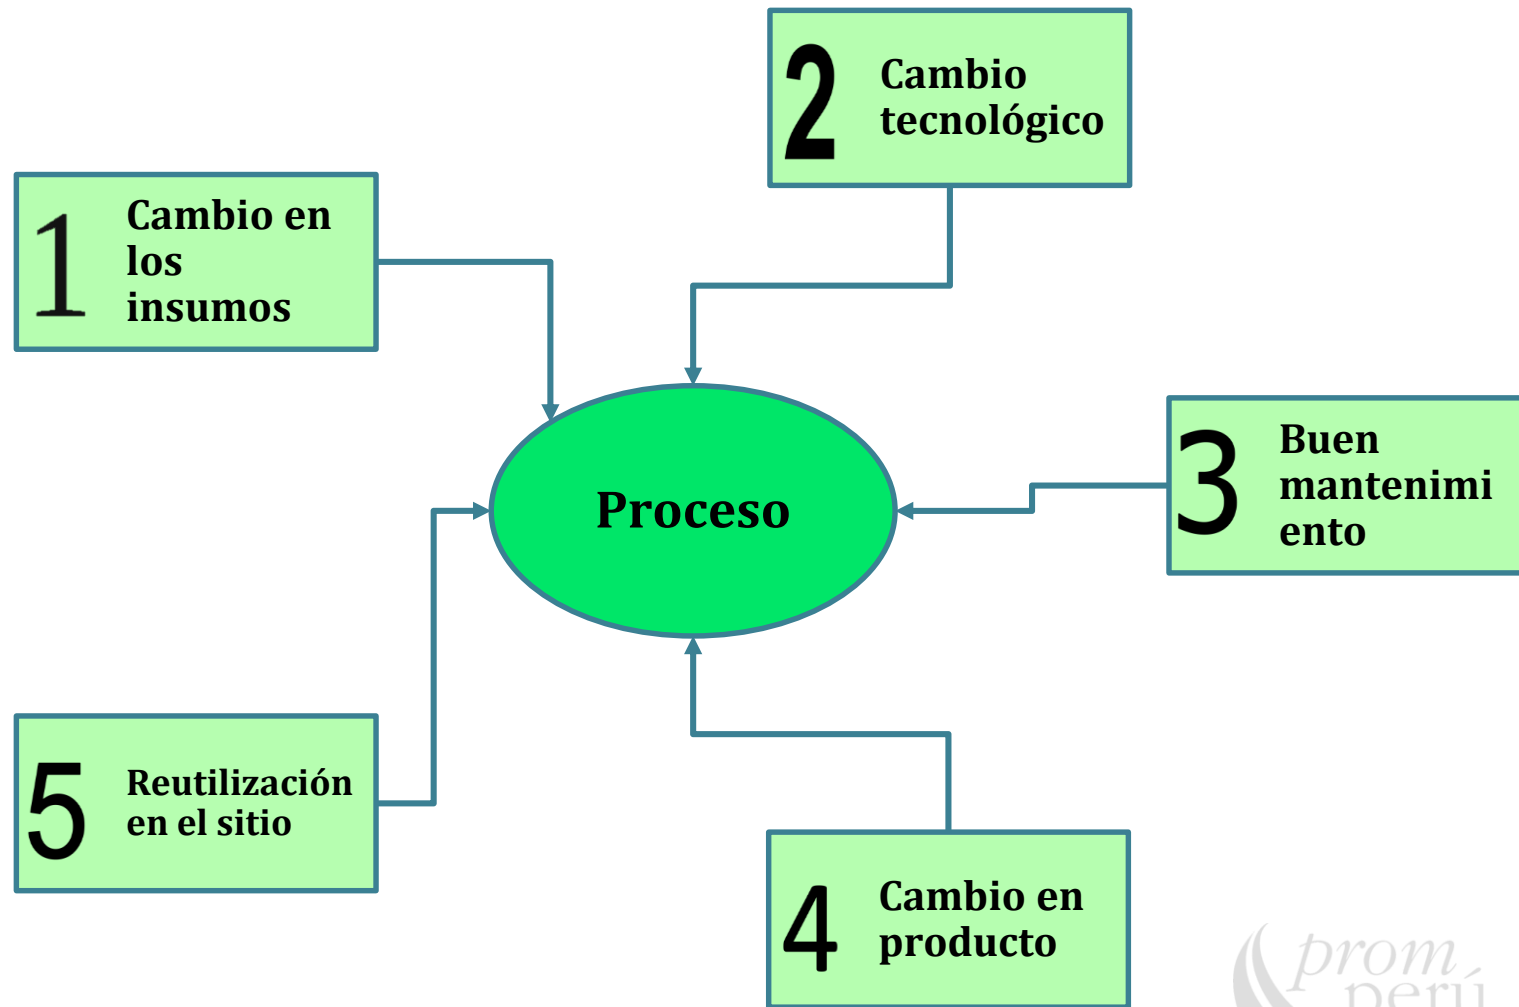 1
Cambio en
los
insumos
2
Cambio
tecnológico
3
Buen
mantenimi
ento
Proceso
4
Cambio en
producto
5
Reutilización
en el sitio
prom
perú